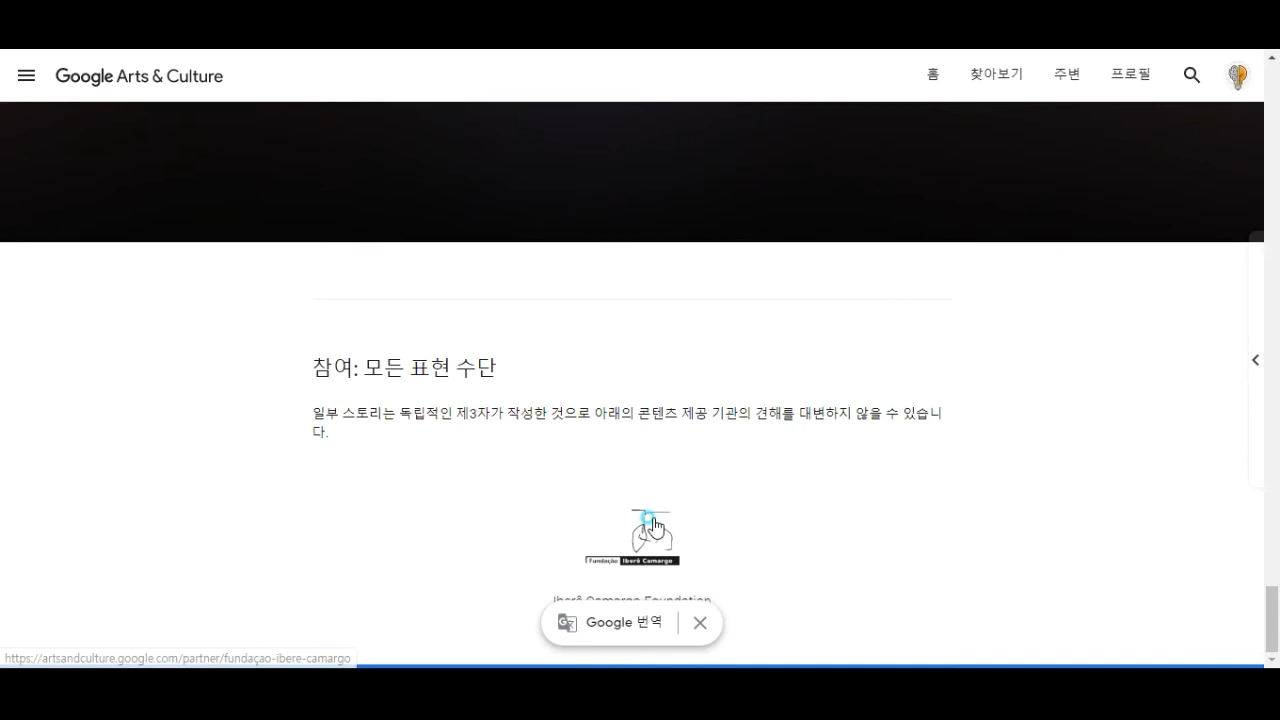 Google Arts & Culture
홈
찾아보기
주변
프로필
참여: 모든 표현 수단
일부 스토리는 독립적인 제3자가 작성한 것으로 아래의 콘텐츠 제공 기관의 견해를 대변하지 않을 수 있습니
다.
Fundação Iberê Camargo
Iberê Camargo Foundation
Google 번역
https://artsandculture.google.com/partner/fundaçao-ibere-camargo